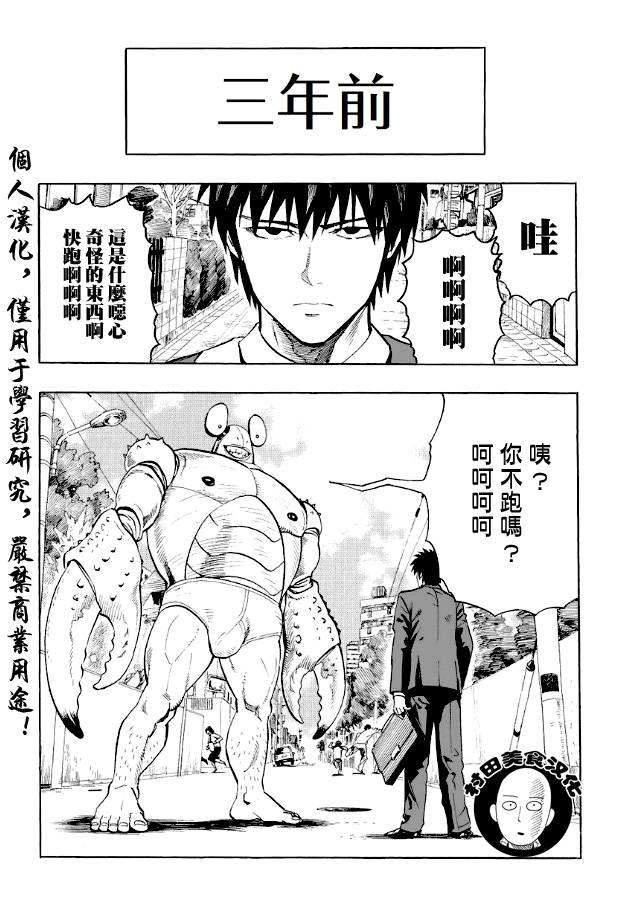 三年前
哇
啊啊啊啊
這是什麼噁心
奇怪的東西啊
快跑啊啊啊
咦?
你不跑嗎?
呵呵呵呵
個人漢化，僅用于學習研究，嚴禁商業用途！
村田美食汉化